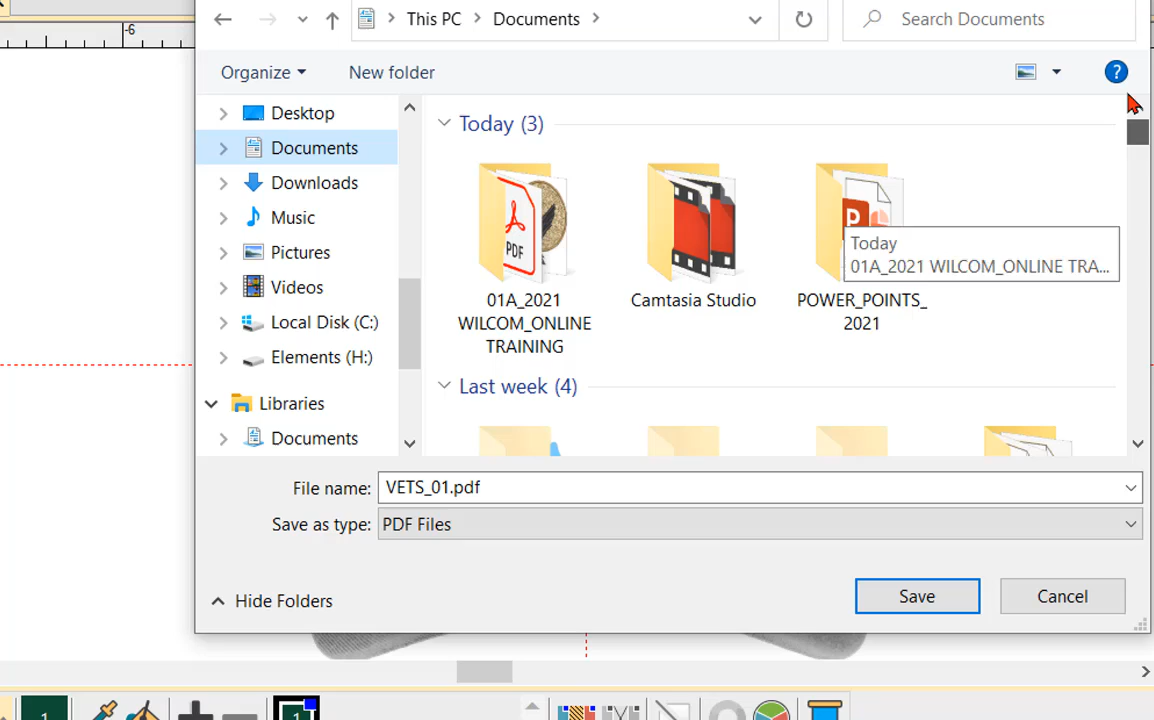 -6
This PC > Documents >
Search Documents
Organize
New folder
?
Desktop
Documents
Downloads
Music
Pictures
Videos
Local Disk (C:)
Elements (H:)
Libraries
Documents
Today (3)
PDF
P
Today
01A_2021 WILCOM_ONLINE TRA...
01A_2021
WILCOM_ONLINE
TRAINING
Camtasia Studio
POWER_POINTS_
2021
Last week (4)
File name: VETS_01.pdf
Save as type: PDF Files
Hide Folders
Save
Cancel
1
1